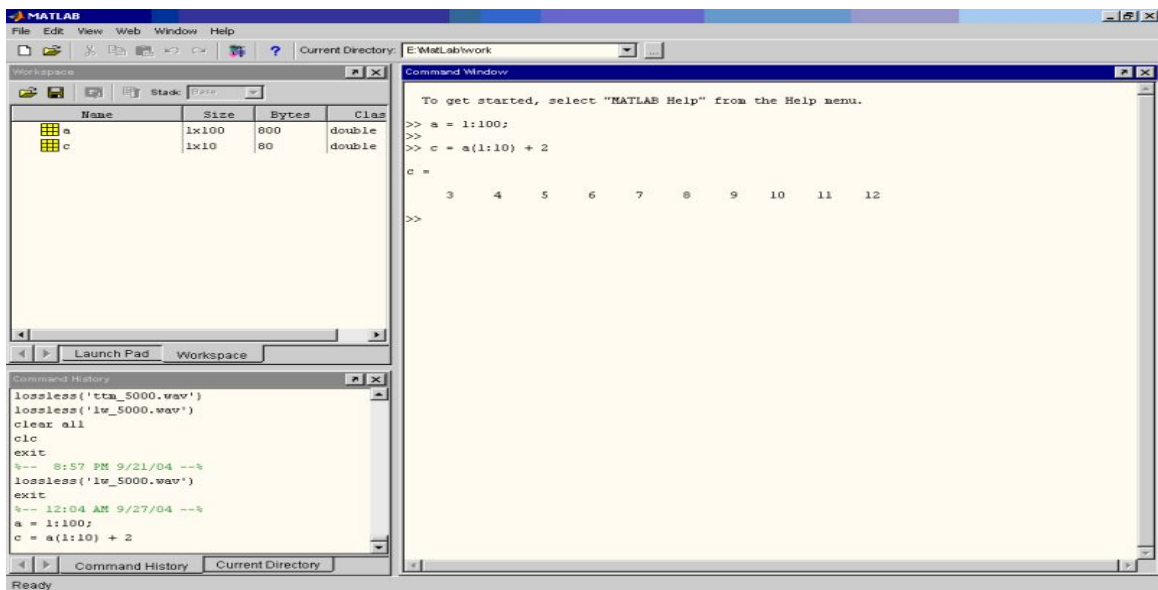 MATLAB
File Edit View Web Window Help
Current Directory: E:\MatLab\work ...
Workspace
Stack: Base
Name Size Bytes Clas
a 1x100 800 double
c 1x10 80 double
Launch Pad Workspace
Command History
lossless('ttm_5000.wav')
lossless('lw_5000.wav')
clear all
clc
exit
%-- 8:57 PM 9/21/04 --%
lossless('lw_5000.wav')
exit
%-- 12:04 AM 9/27/04 --%
a = 1:100;
c = a(1:10) + 2
Command History Current Directory
Ready
Command Window
To get started, select "MATLAB Help" from the Help menu.
>> a = 1:100;
>>
>> c = a(1:10) + 2
c =
3 4 5 6 7 8 9 10 11 12
>>